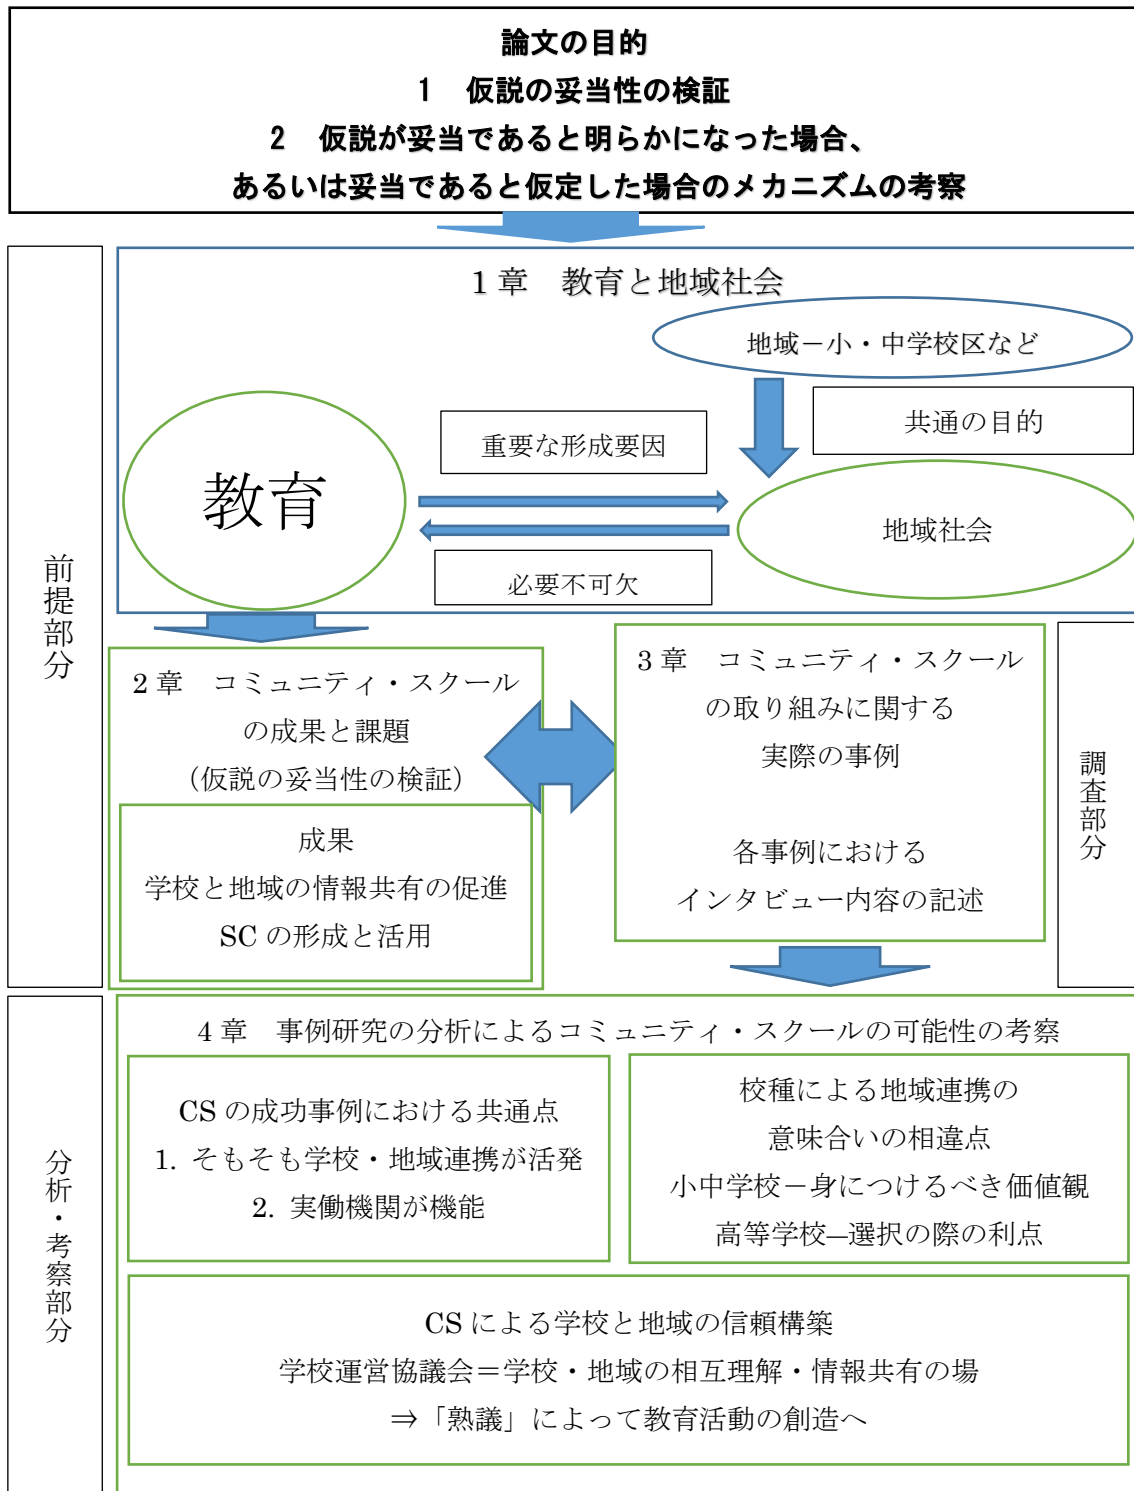 論文の目的
1　仮説の妥当性の検証
2　仮説が妥当であると明らかになった場合、
あるいは妥当であると仮定した場合のメカニズムの考察
前提部分
1 章　教育と地域社会
地域－小・中学校区など
共通の目的
重要な形成要因
教育
地域社会
必要不可欠
2 章　コミュニティ・スクール
の成果と課題
（仮説の妥当性の検証）
成果
学校と地域の情報共有の促進
SC の形成と活用
3 章　コミュニティ・スクール
の取り組みに関する
実際の事例
各事例における
インタビュー内容の記述
調査部分
分析・考察部分
4 章　事例研究の分析によるコミュニティ・スクールの可能性の考察
CS の成功事例における共通点
1. そもそも学校・地域連携が活発
2. 実働機関が機能
校種による地域連携の
意味合いの相違点
小中学校－身につけるべき価値観
高等学校―選択の際の利点
CS による学校と地域の信頼構築
学校運営協議会＝学校・地域の相互理解・情報共有の場
⇒「熟議」によって教育活動の創造へ